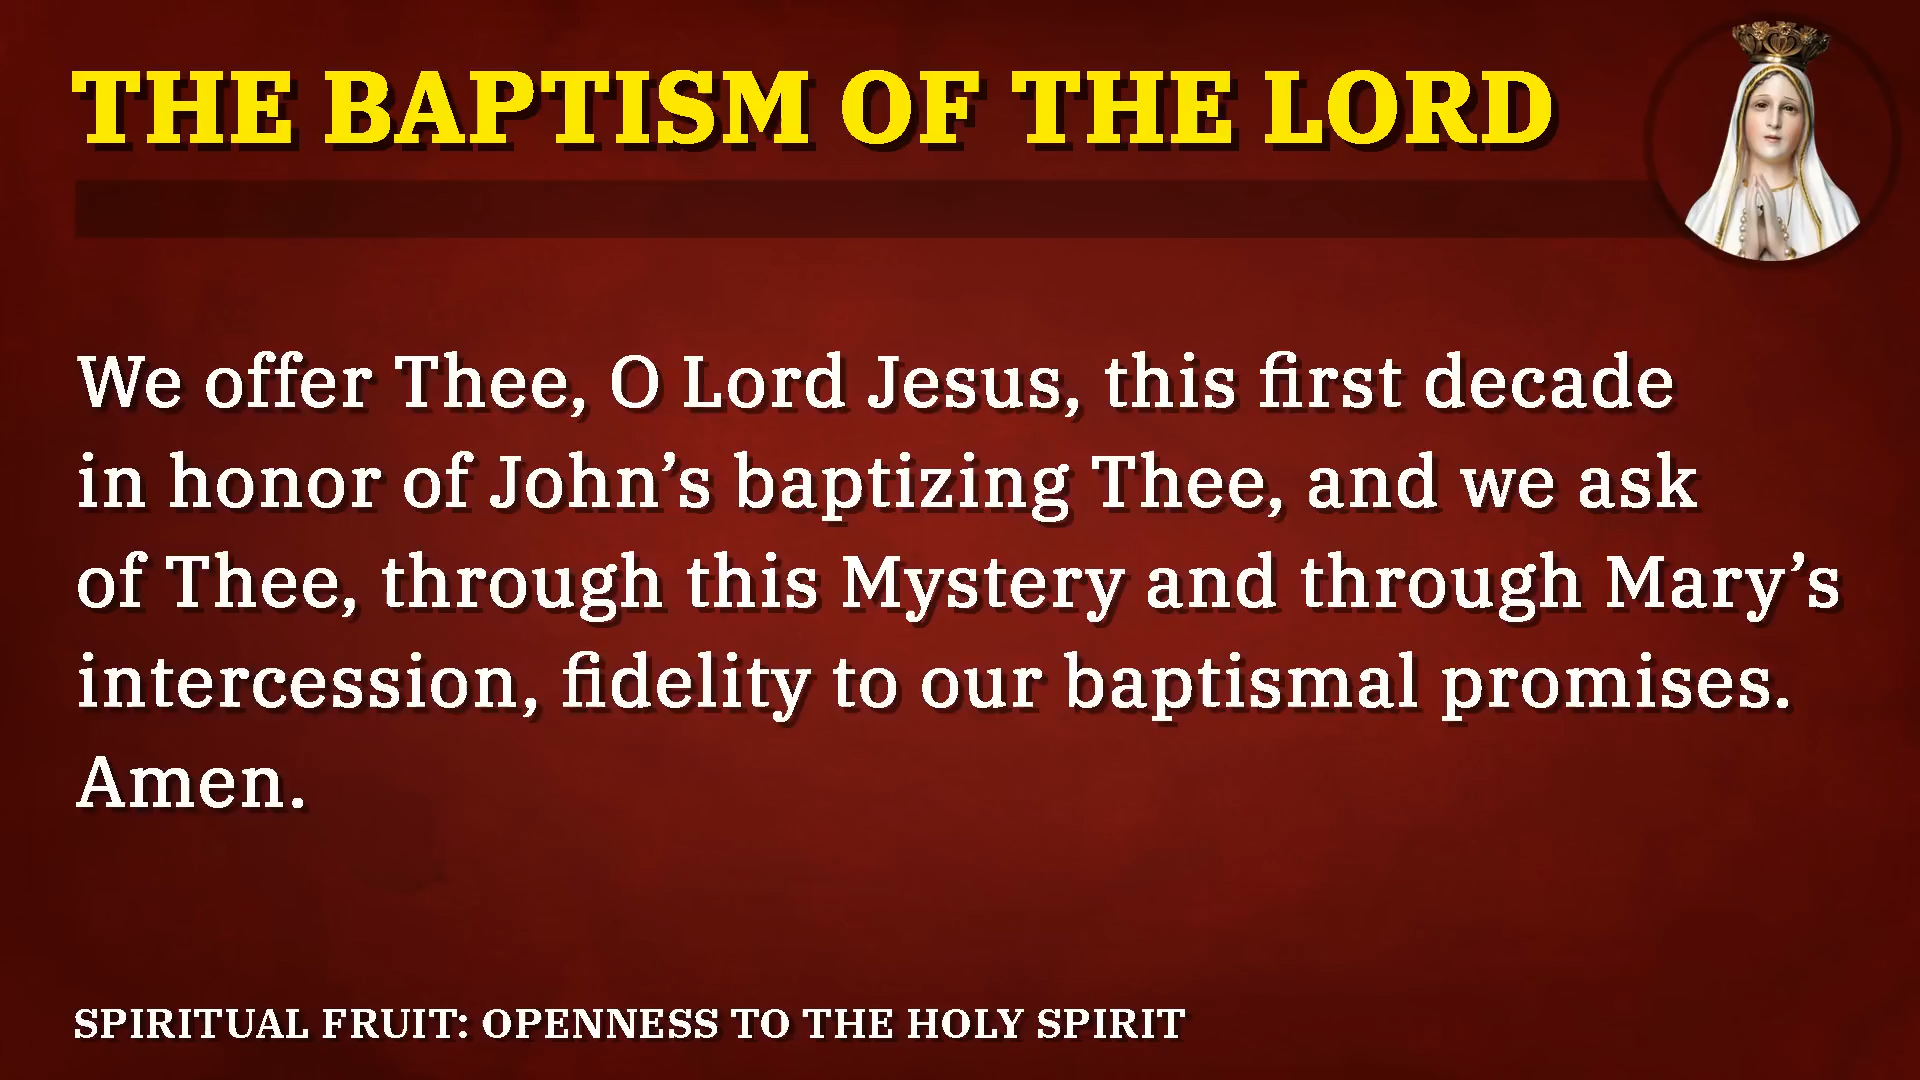 THE BAPTISM OF THE LORD
We offer Thee, O Lord Jesus, this first decade
in honor of John’s baptizing Thee, and we ask
of Thee, through this Mystery and through Mary’s
intercession, fidelity to our baptismal promises.
Amen.
SPIRITUAL FRUIT: OPENNESS TO THE HOLY SPIRIT